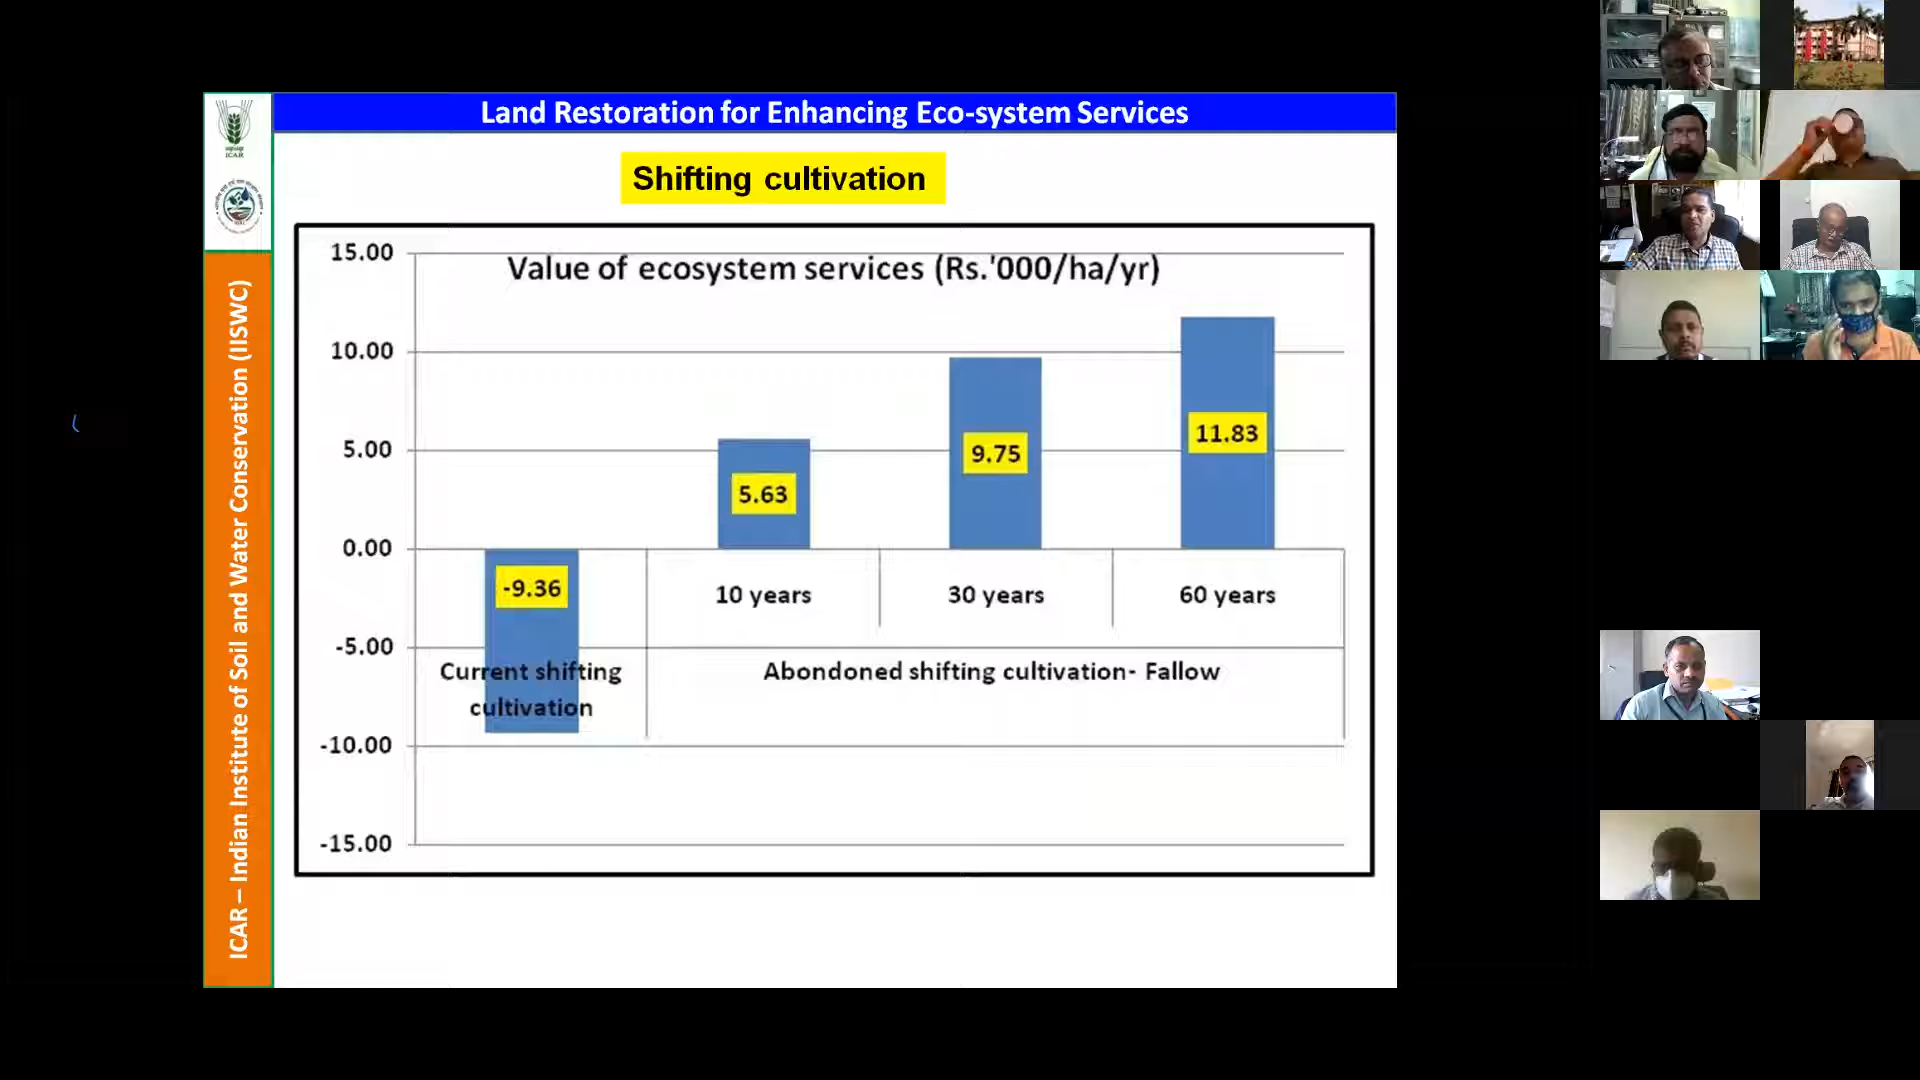 Land Restoration for Enhancing Eco-system Services
ICAR
ICAR – Indian Institute of Soil and Water Conservation (IISWC)
Shifting cultivation
Value of ecosystem services (Rs.'000/ha/yr)
15.00
10.00
5.00
0.00
-5.00
-10.00
-15.00
-9.36
5.63
9.75
11.83
10 years
30 years
60 years
Current shifting
cultivation
Abondoned shifting cultivation- Fallow